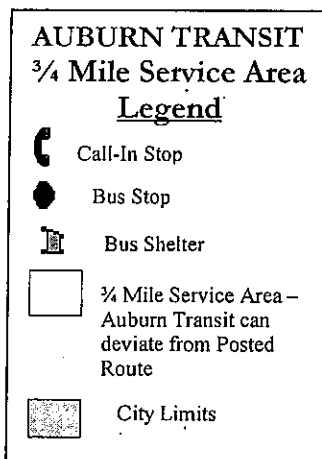 AUBURN TRANSIT
¾ Mile Service Area
Legend
Call-In Stop
Bus Stop
Bus Shelter
¾ Mile Service Area –
Auburn Transit can
deviate from Posted
Route
City Limits